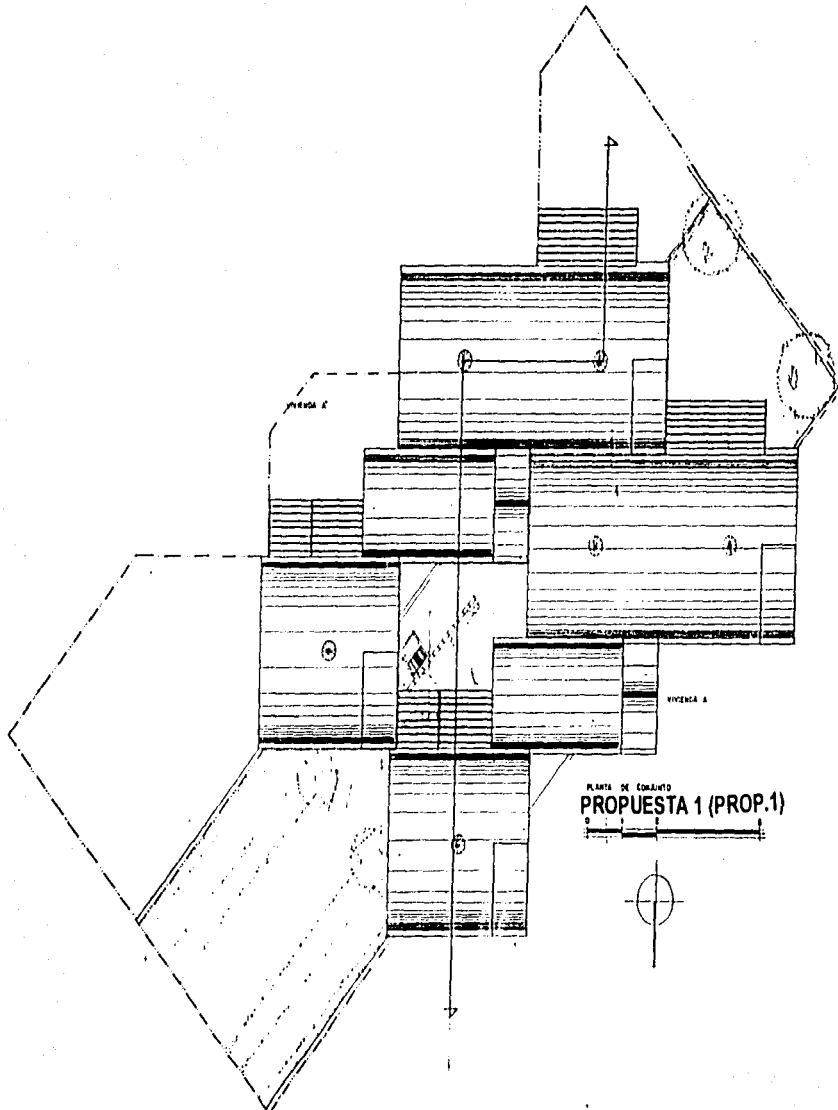 VIVIENDA A'
VIVIENDA A
PLANTA DE CONJUNTO
PROPUESTA 1 (PROP.1)